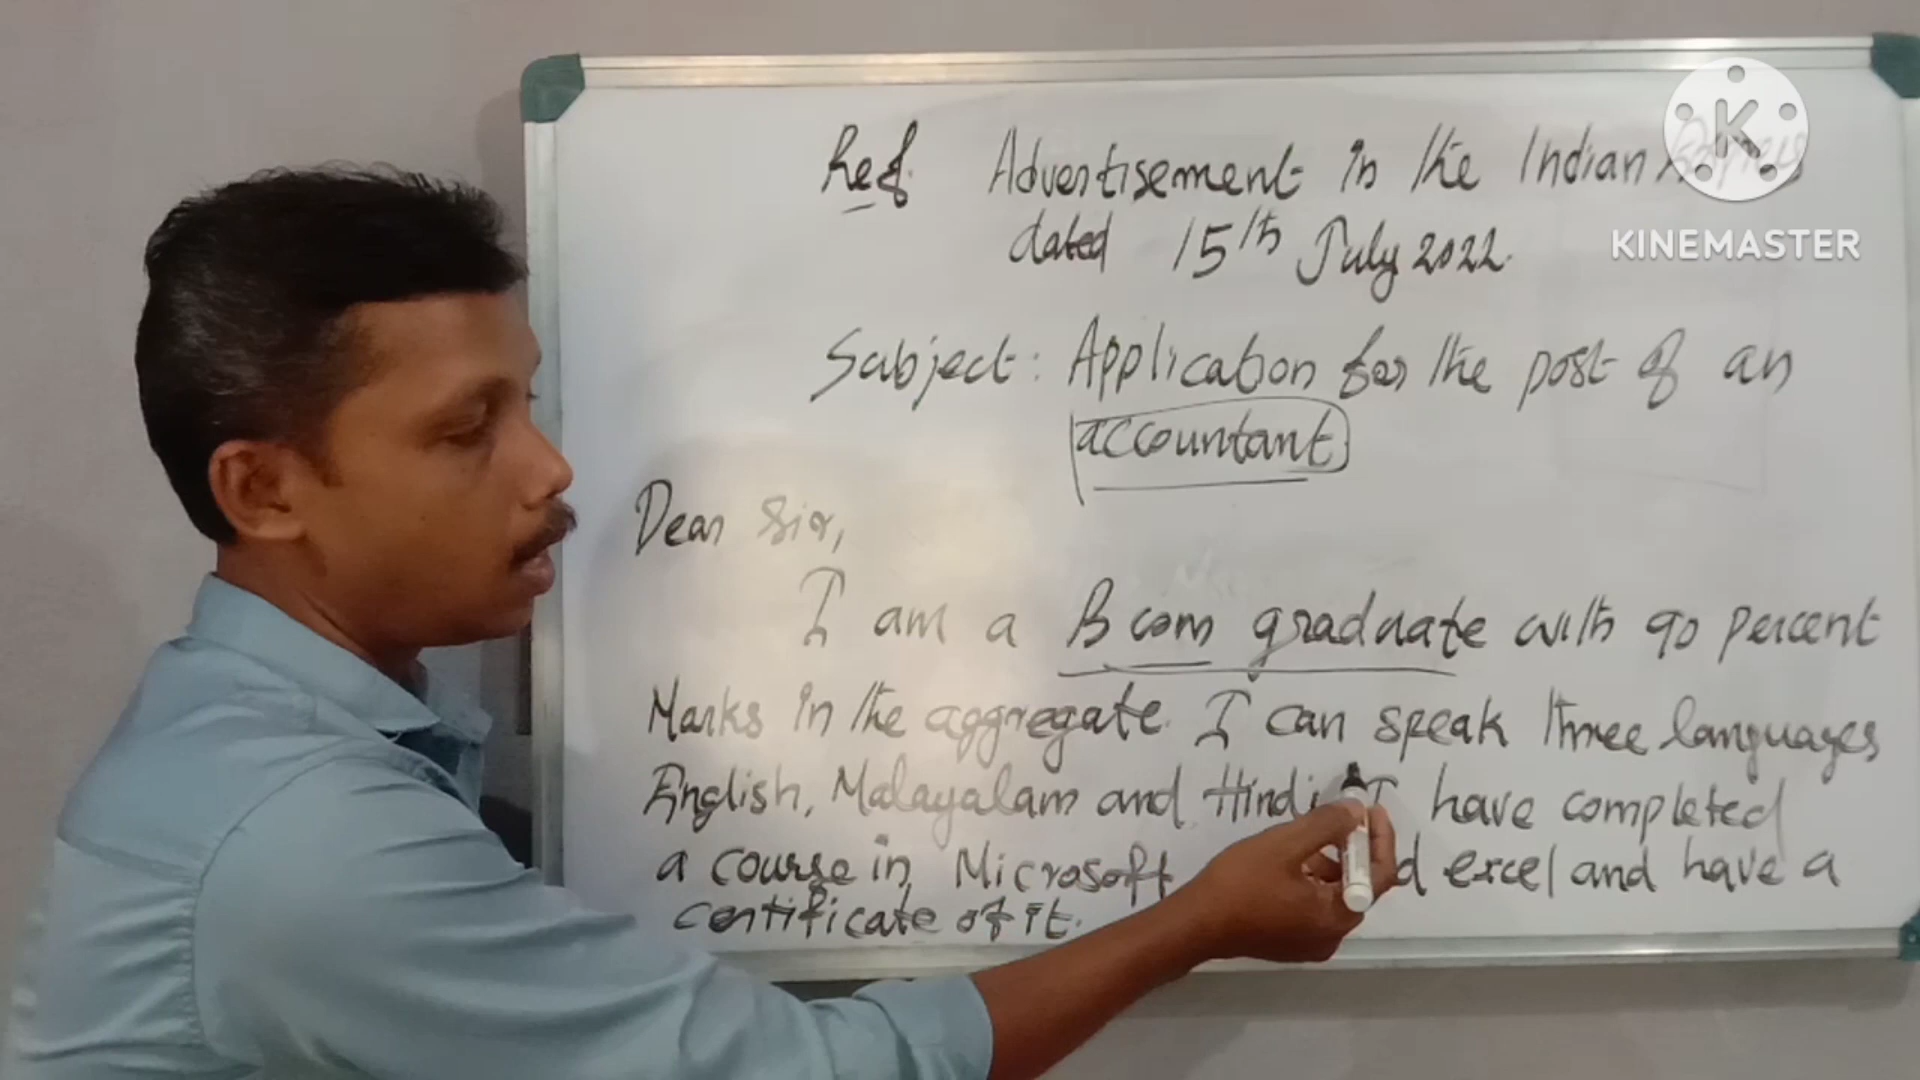 Ref. Advertisement in the Indian
KINEMASTER
dated 15th July 2022.
Subject: Application for the post of an
accountant
Dear Sir,
I am a B com graduate with 90 percent
Marks in the aggregate. I can speak three languages
English, Malayalam and Hindi I have completed
a course in Microsoft excel and have a
certificate of it.